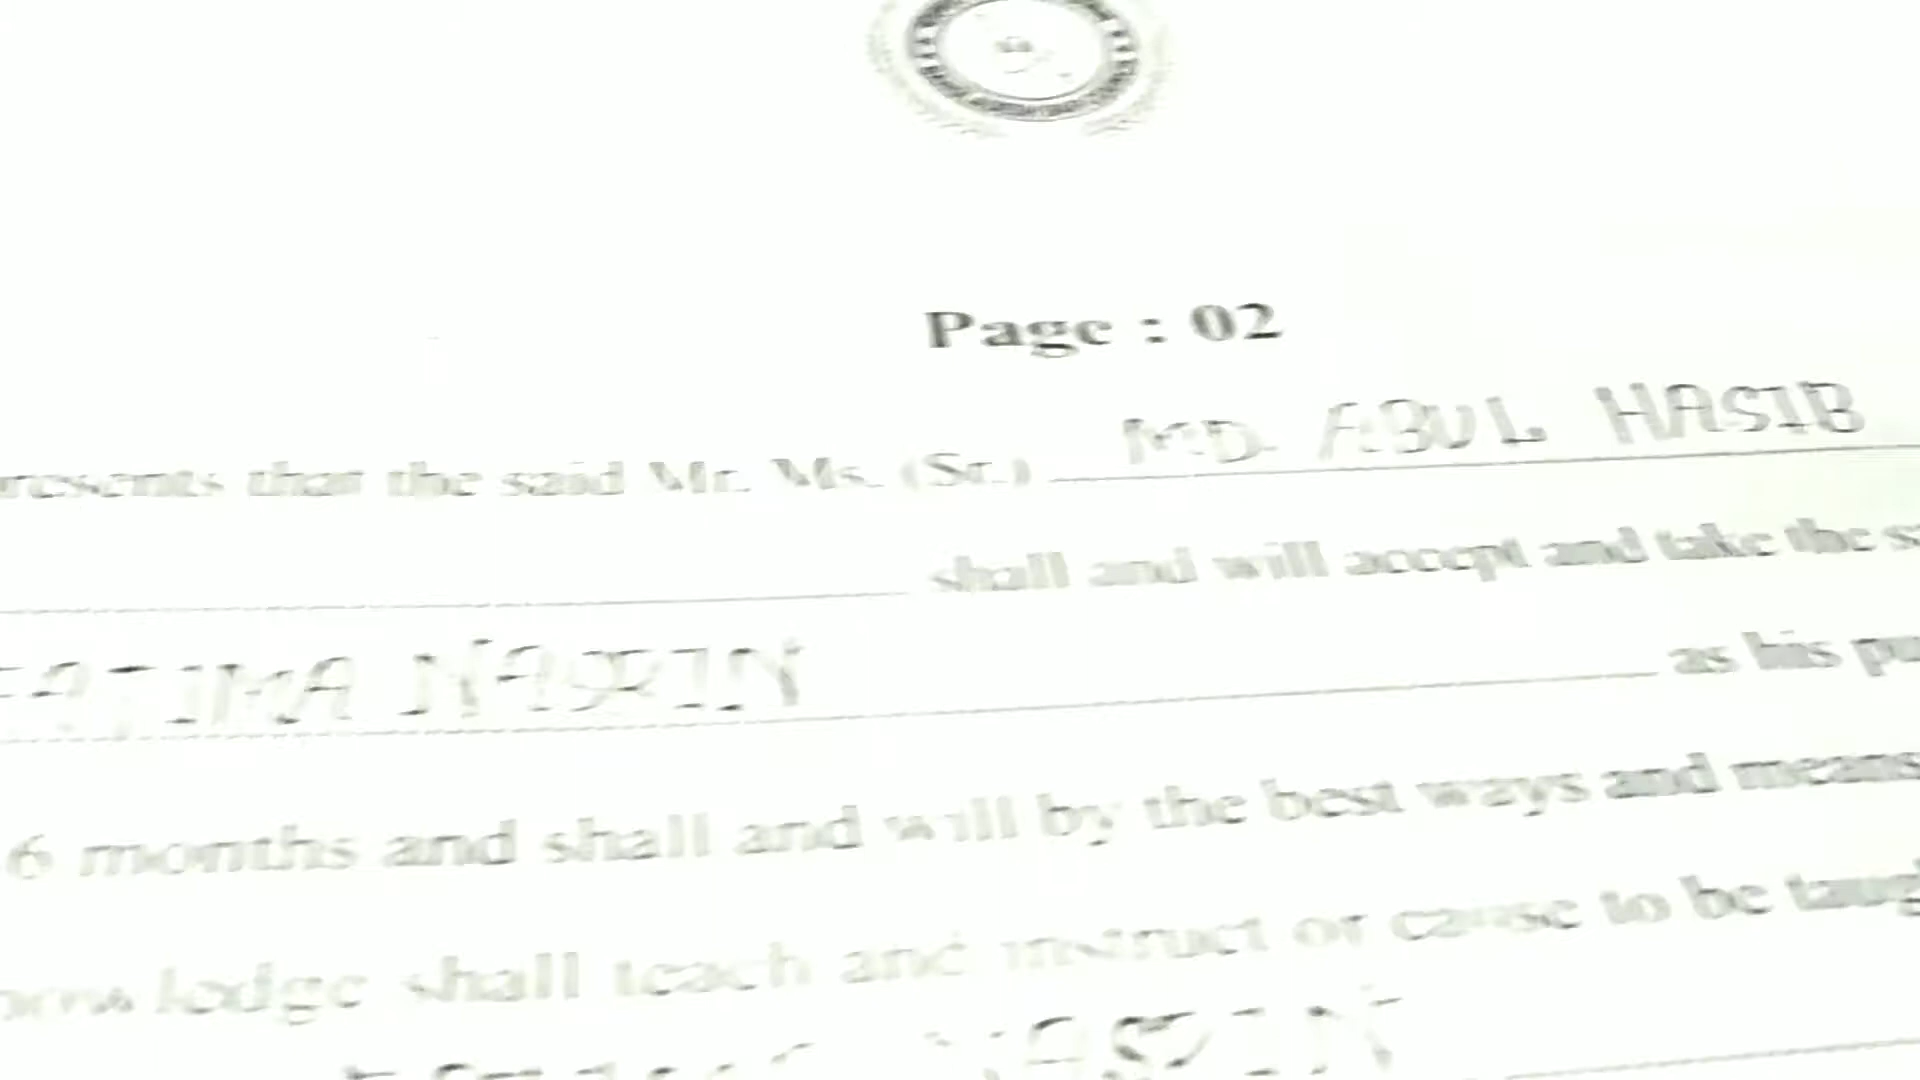 Page : 02
resents that the said Mr. Ms. (Sr.) MD. ABUL HASIB
shall and will accept and take the
FATIMA NASRIN as his
6 months and shall and will by the best ways and means
shall teach and instruct or cause to be
NASRIN